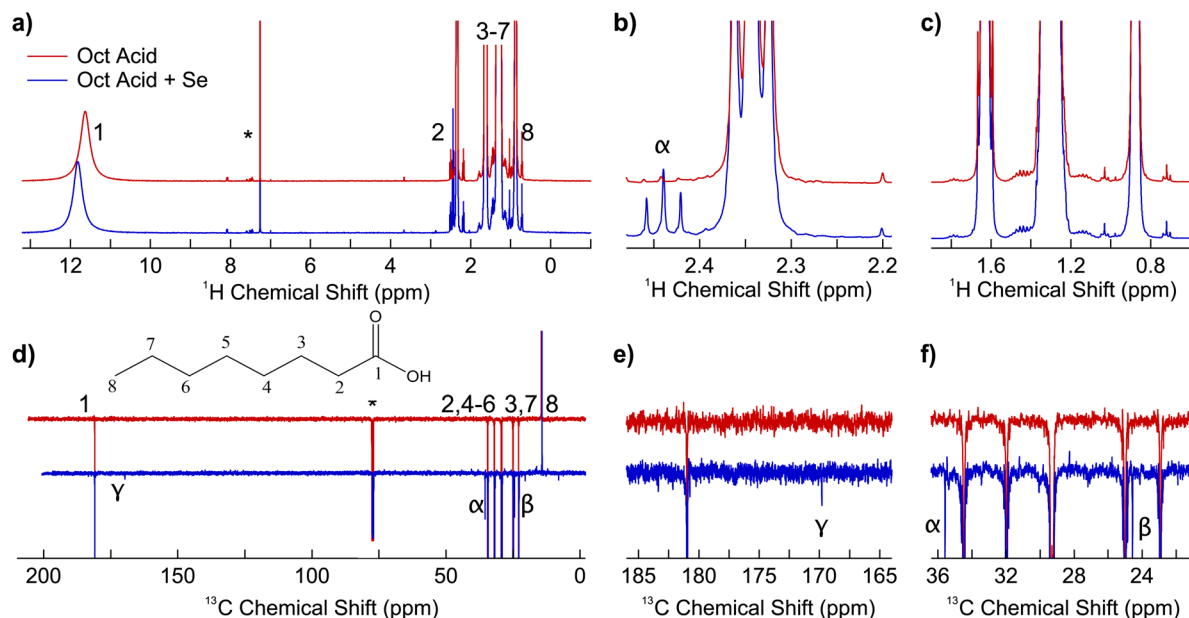 a)
Oct Acid
Oct Acid + Se
1
*
2
3-7
8
12 10 8 6 4 2 0
¹H Chemical Shift (ppm)
b)
α
2.4 2.3 2.2
¹H Chemical Shift (ppm)
c)
1.6 1.2 0.8
¹H Chemical Shift (ppm)
d)
O
7 5 3
8 6 4 2 1 OH
1
*
2,4-6
3,7
8
γ
α
β
200 150 100 50 0
¹³C Chemical Shift (ppm)
e)
γ
185 180 175 170 165
¹³C Chemical Shift (ppm)
f)
α
β
36 32 28 24
¹³C Chemical Shift (ppm)